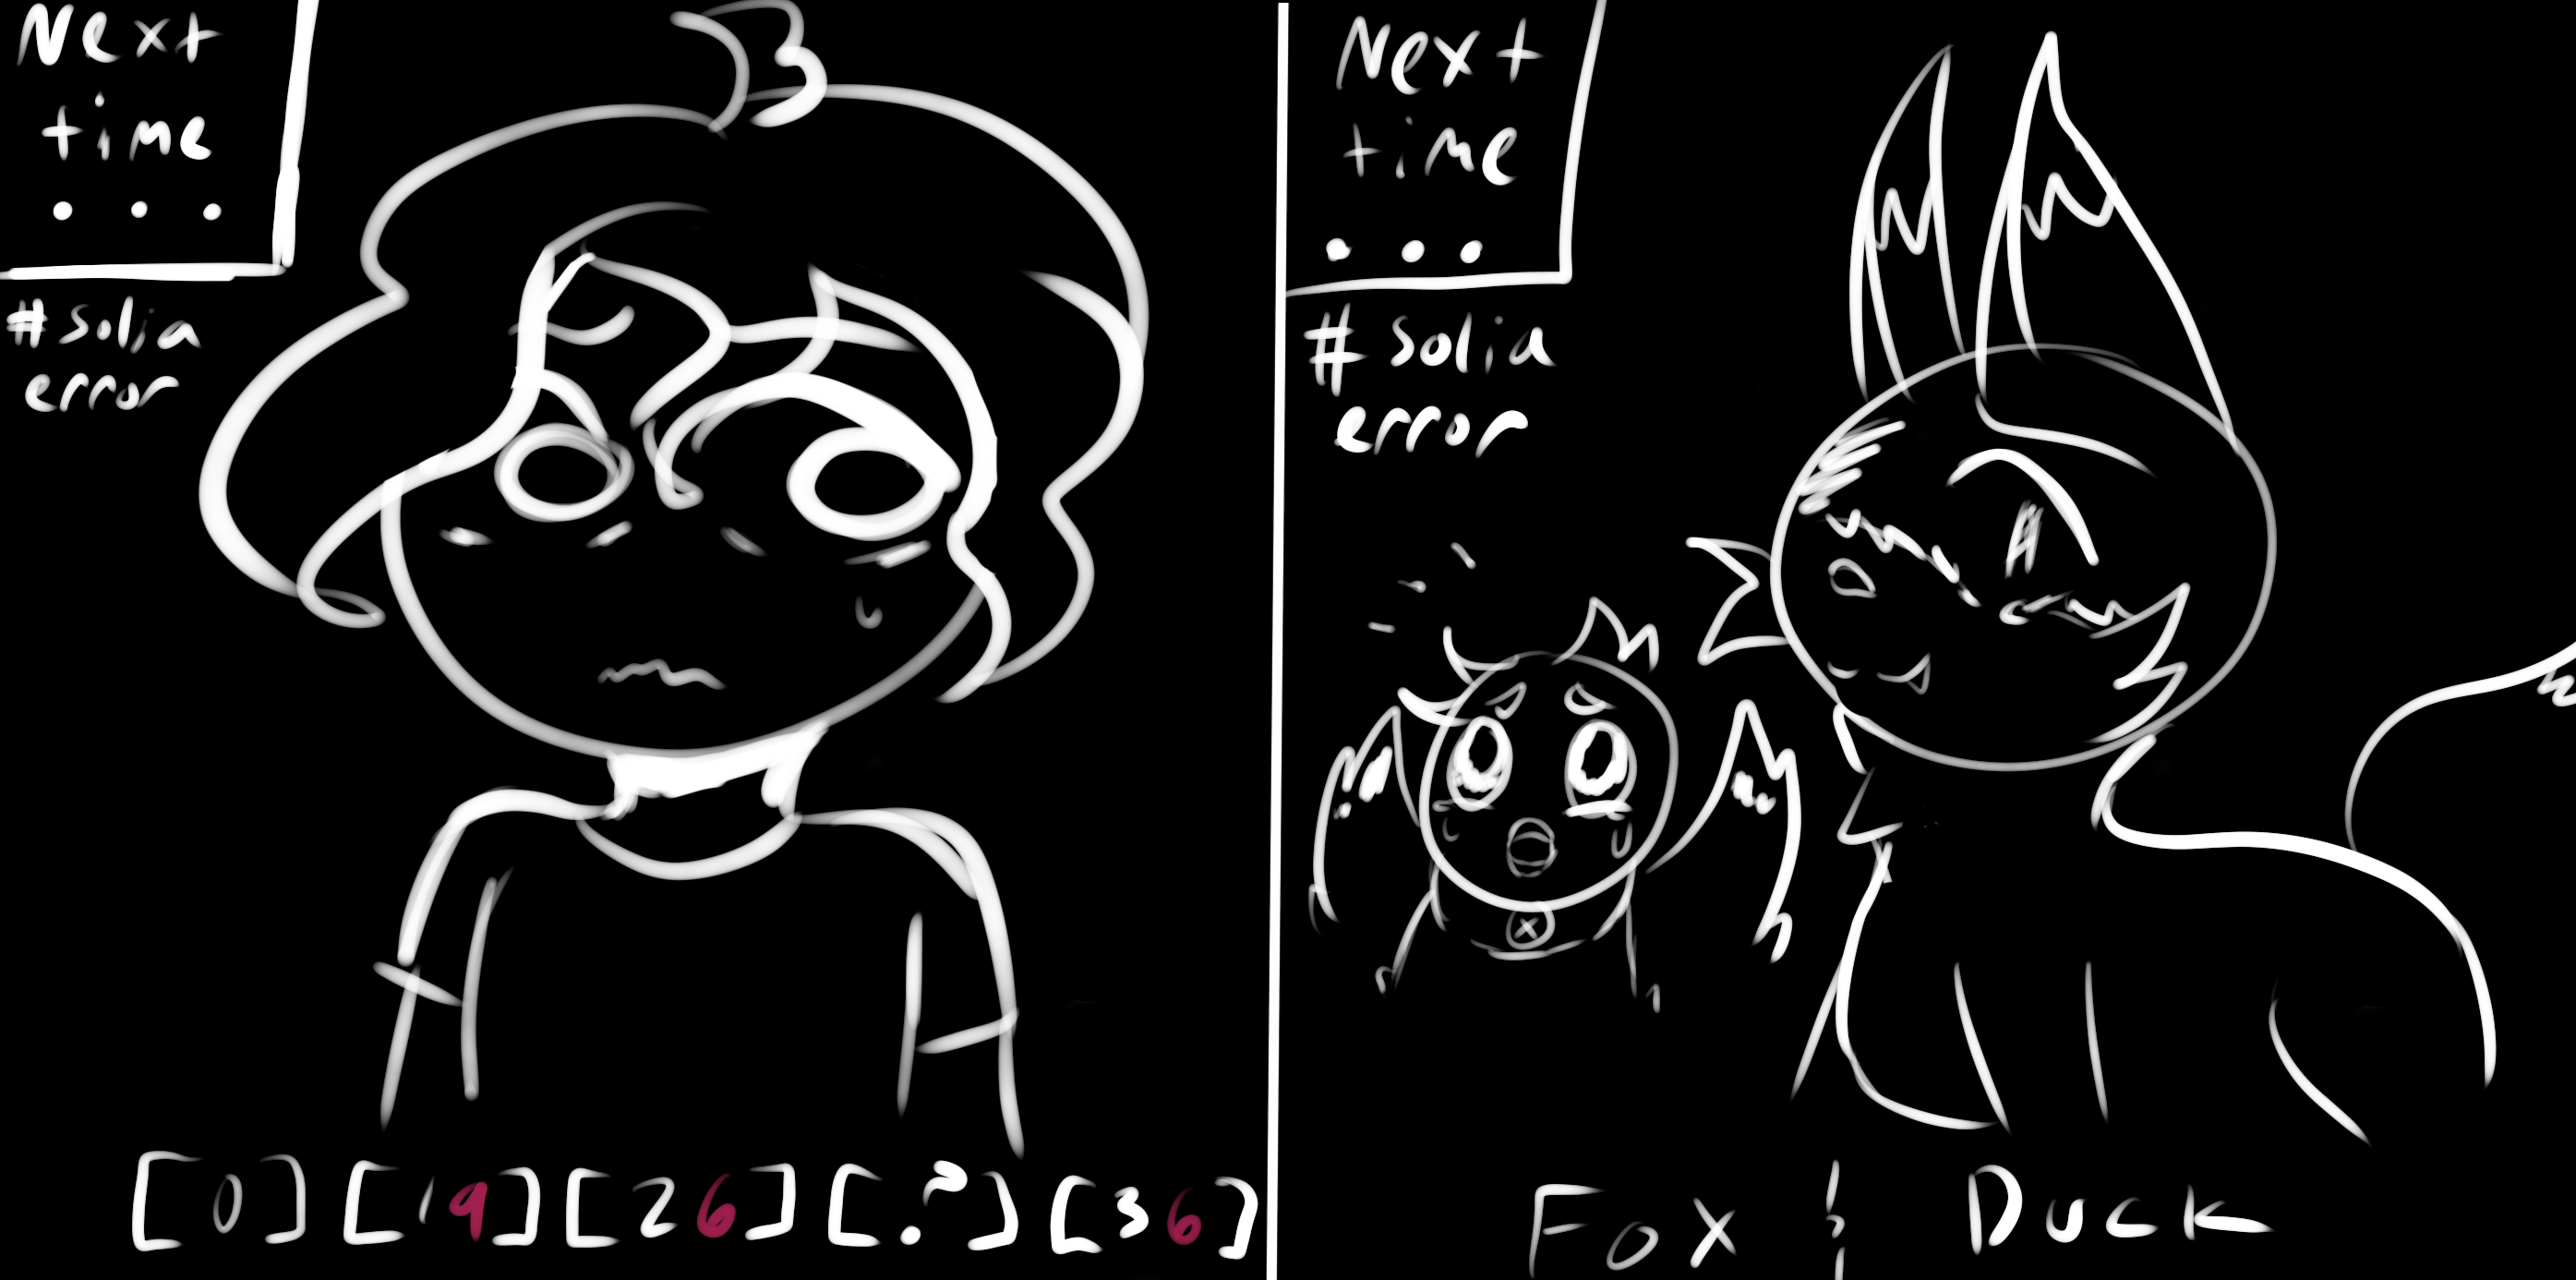 Next
time
...
#solia
error
[0] [19] [26] [?] [36]
Next
time
...
#solia
error
Fox & Duck